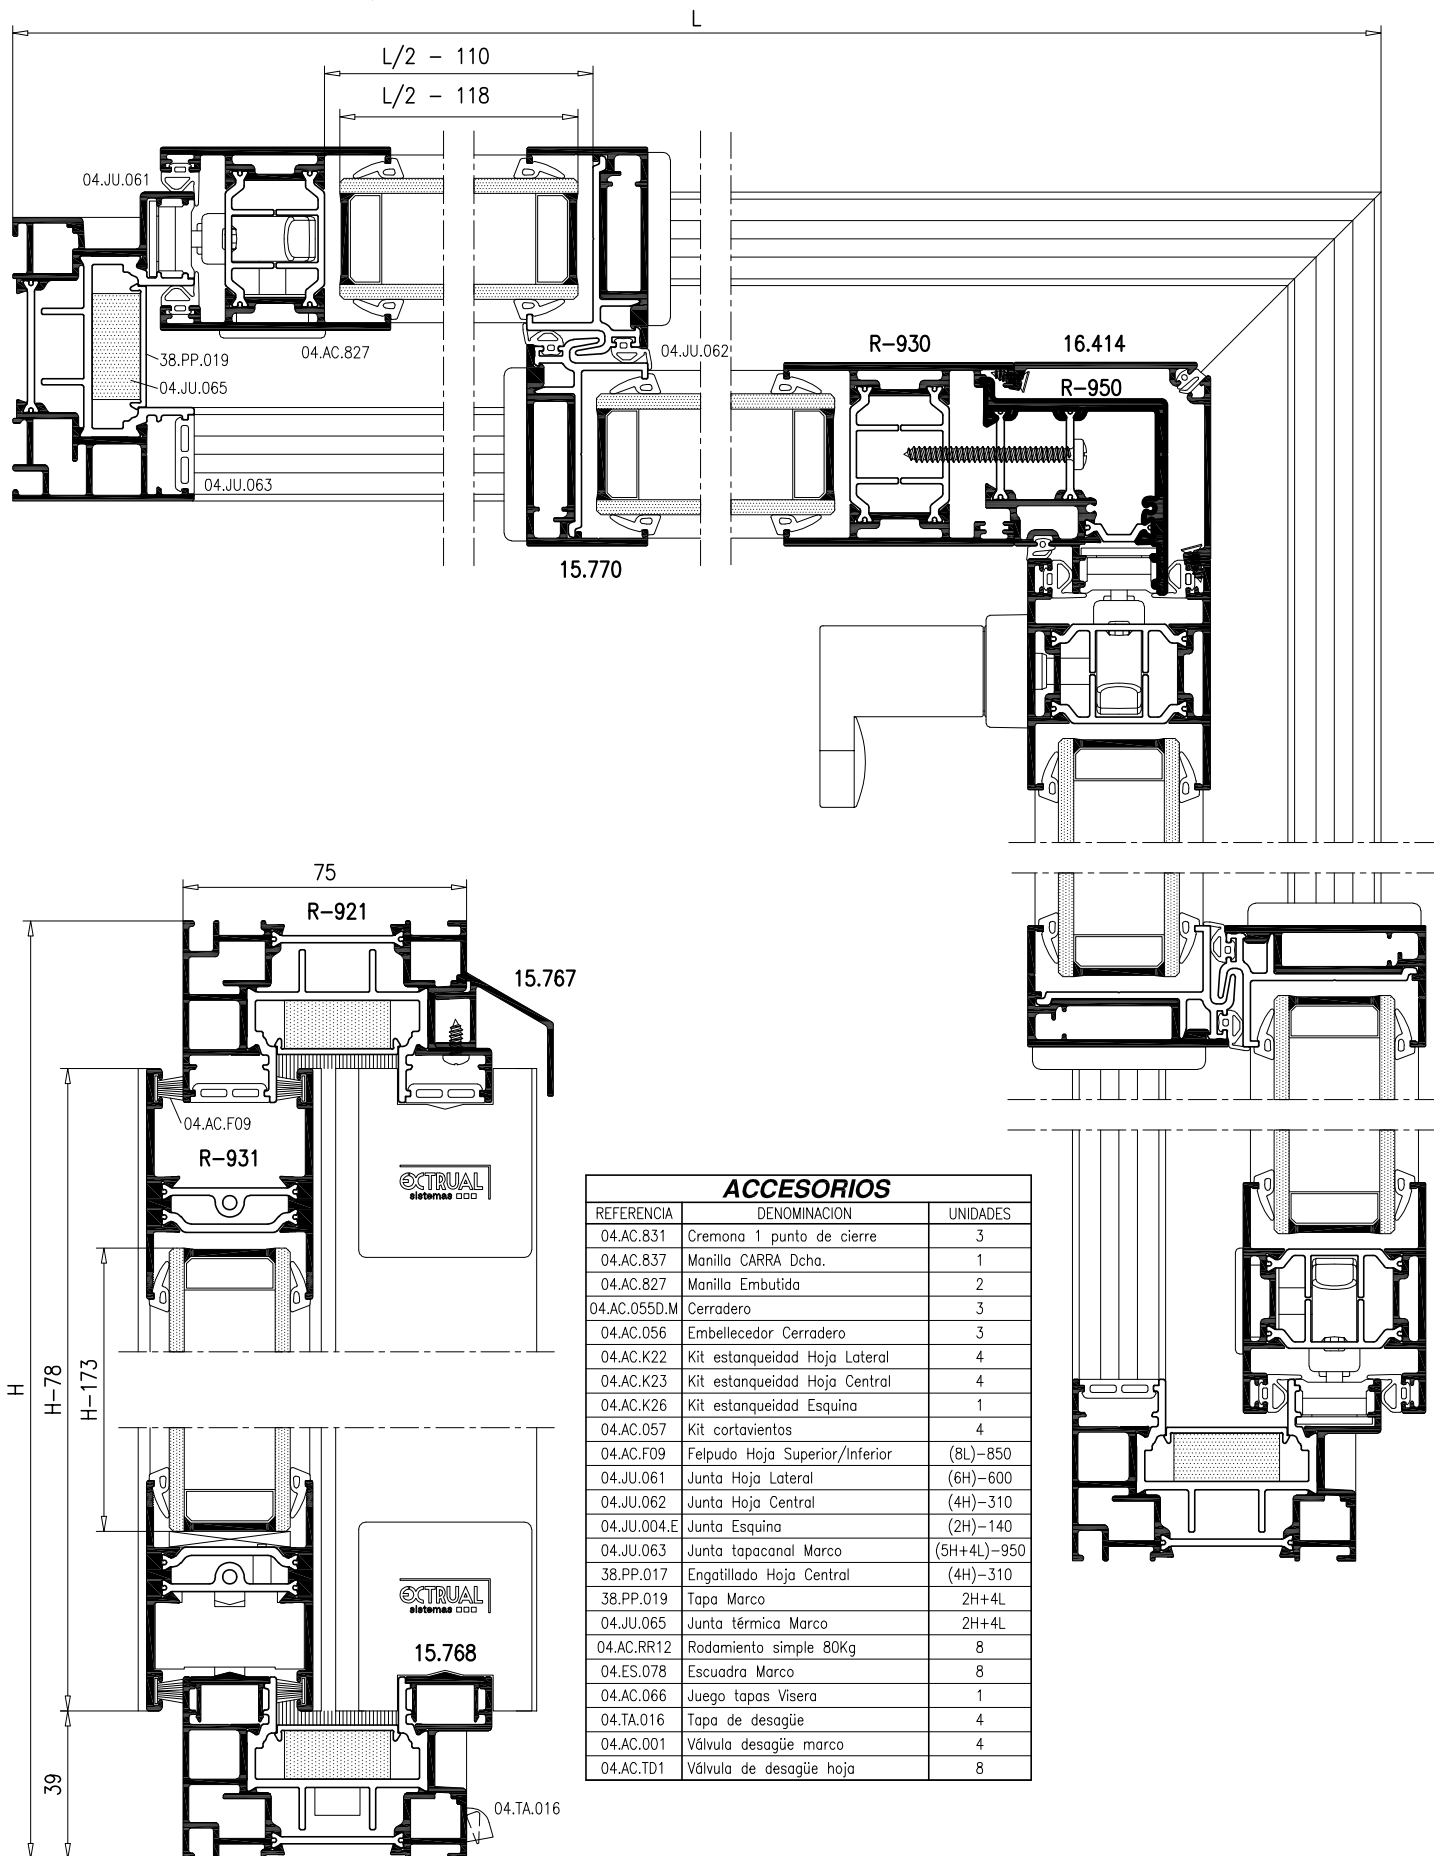 L
L/2 - 110
L/2 - 118
04.JU.061
38.PP.019
04.AC.827
04.JU.065
04.JU.062
R-930
16.414
R-950
04.JU.063
15.770
75
R-921
15.767
04.AC.F09
R-931
EXTRUAL
sistemas
H
H-78
H-173
39
EXTRUAL
sistemas
15.768
04.TA.016
ACCESORIOS
REFERENCIA DENOMINACION UNIDADES
04.AC.831 Cremona 1 punto de cierre 3
04.AC.837 Manilla CARRA Dcha. 1
04.AC.827 Manilla Embutida 2
04.AC.055D.M Cerradero 3
04.AC.056 Embellecedor Cerradero 3
04.AC.K22 Kit estanqueidad Hoja Lateral 4
04.AC.K23 Kit estanqueidad Hoja Central 4
04.AC.K26 Kit estanqueidad Esquina 1
04.AC.057 Kit cortavientos 4
04.AC.F09 Felpudo Hoja Superior/Inferior (8L)-850
04.JU.061 Junta Hoja Lateral (6H)-600
04.JU.062 Junta Hoja Central (4H)-310
04.JU.004.E Junta Esquina (2H)-140
04.JU.063 Junta tapacanal Marco (5H+4L)-950
38.PP.017 Engatillado Hoja Central (4H)-310
38.PP.019 Tapa Marco 2H+4L
04.JU.065 Junta térmica Marco 2H+4L
04.AC.RR12 Rodamiento simple 80Kg 8
04.ES.078 Escuadra Marco 8
04.AC.066 Juego tapas Visera 1
04.TA.016 Tapa de desagüe 4
04.AC.001 Válvula desagüe marco 4
04.AC.TD1 Válvula de desagüe hoja 8